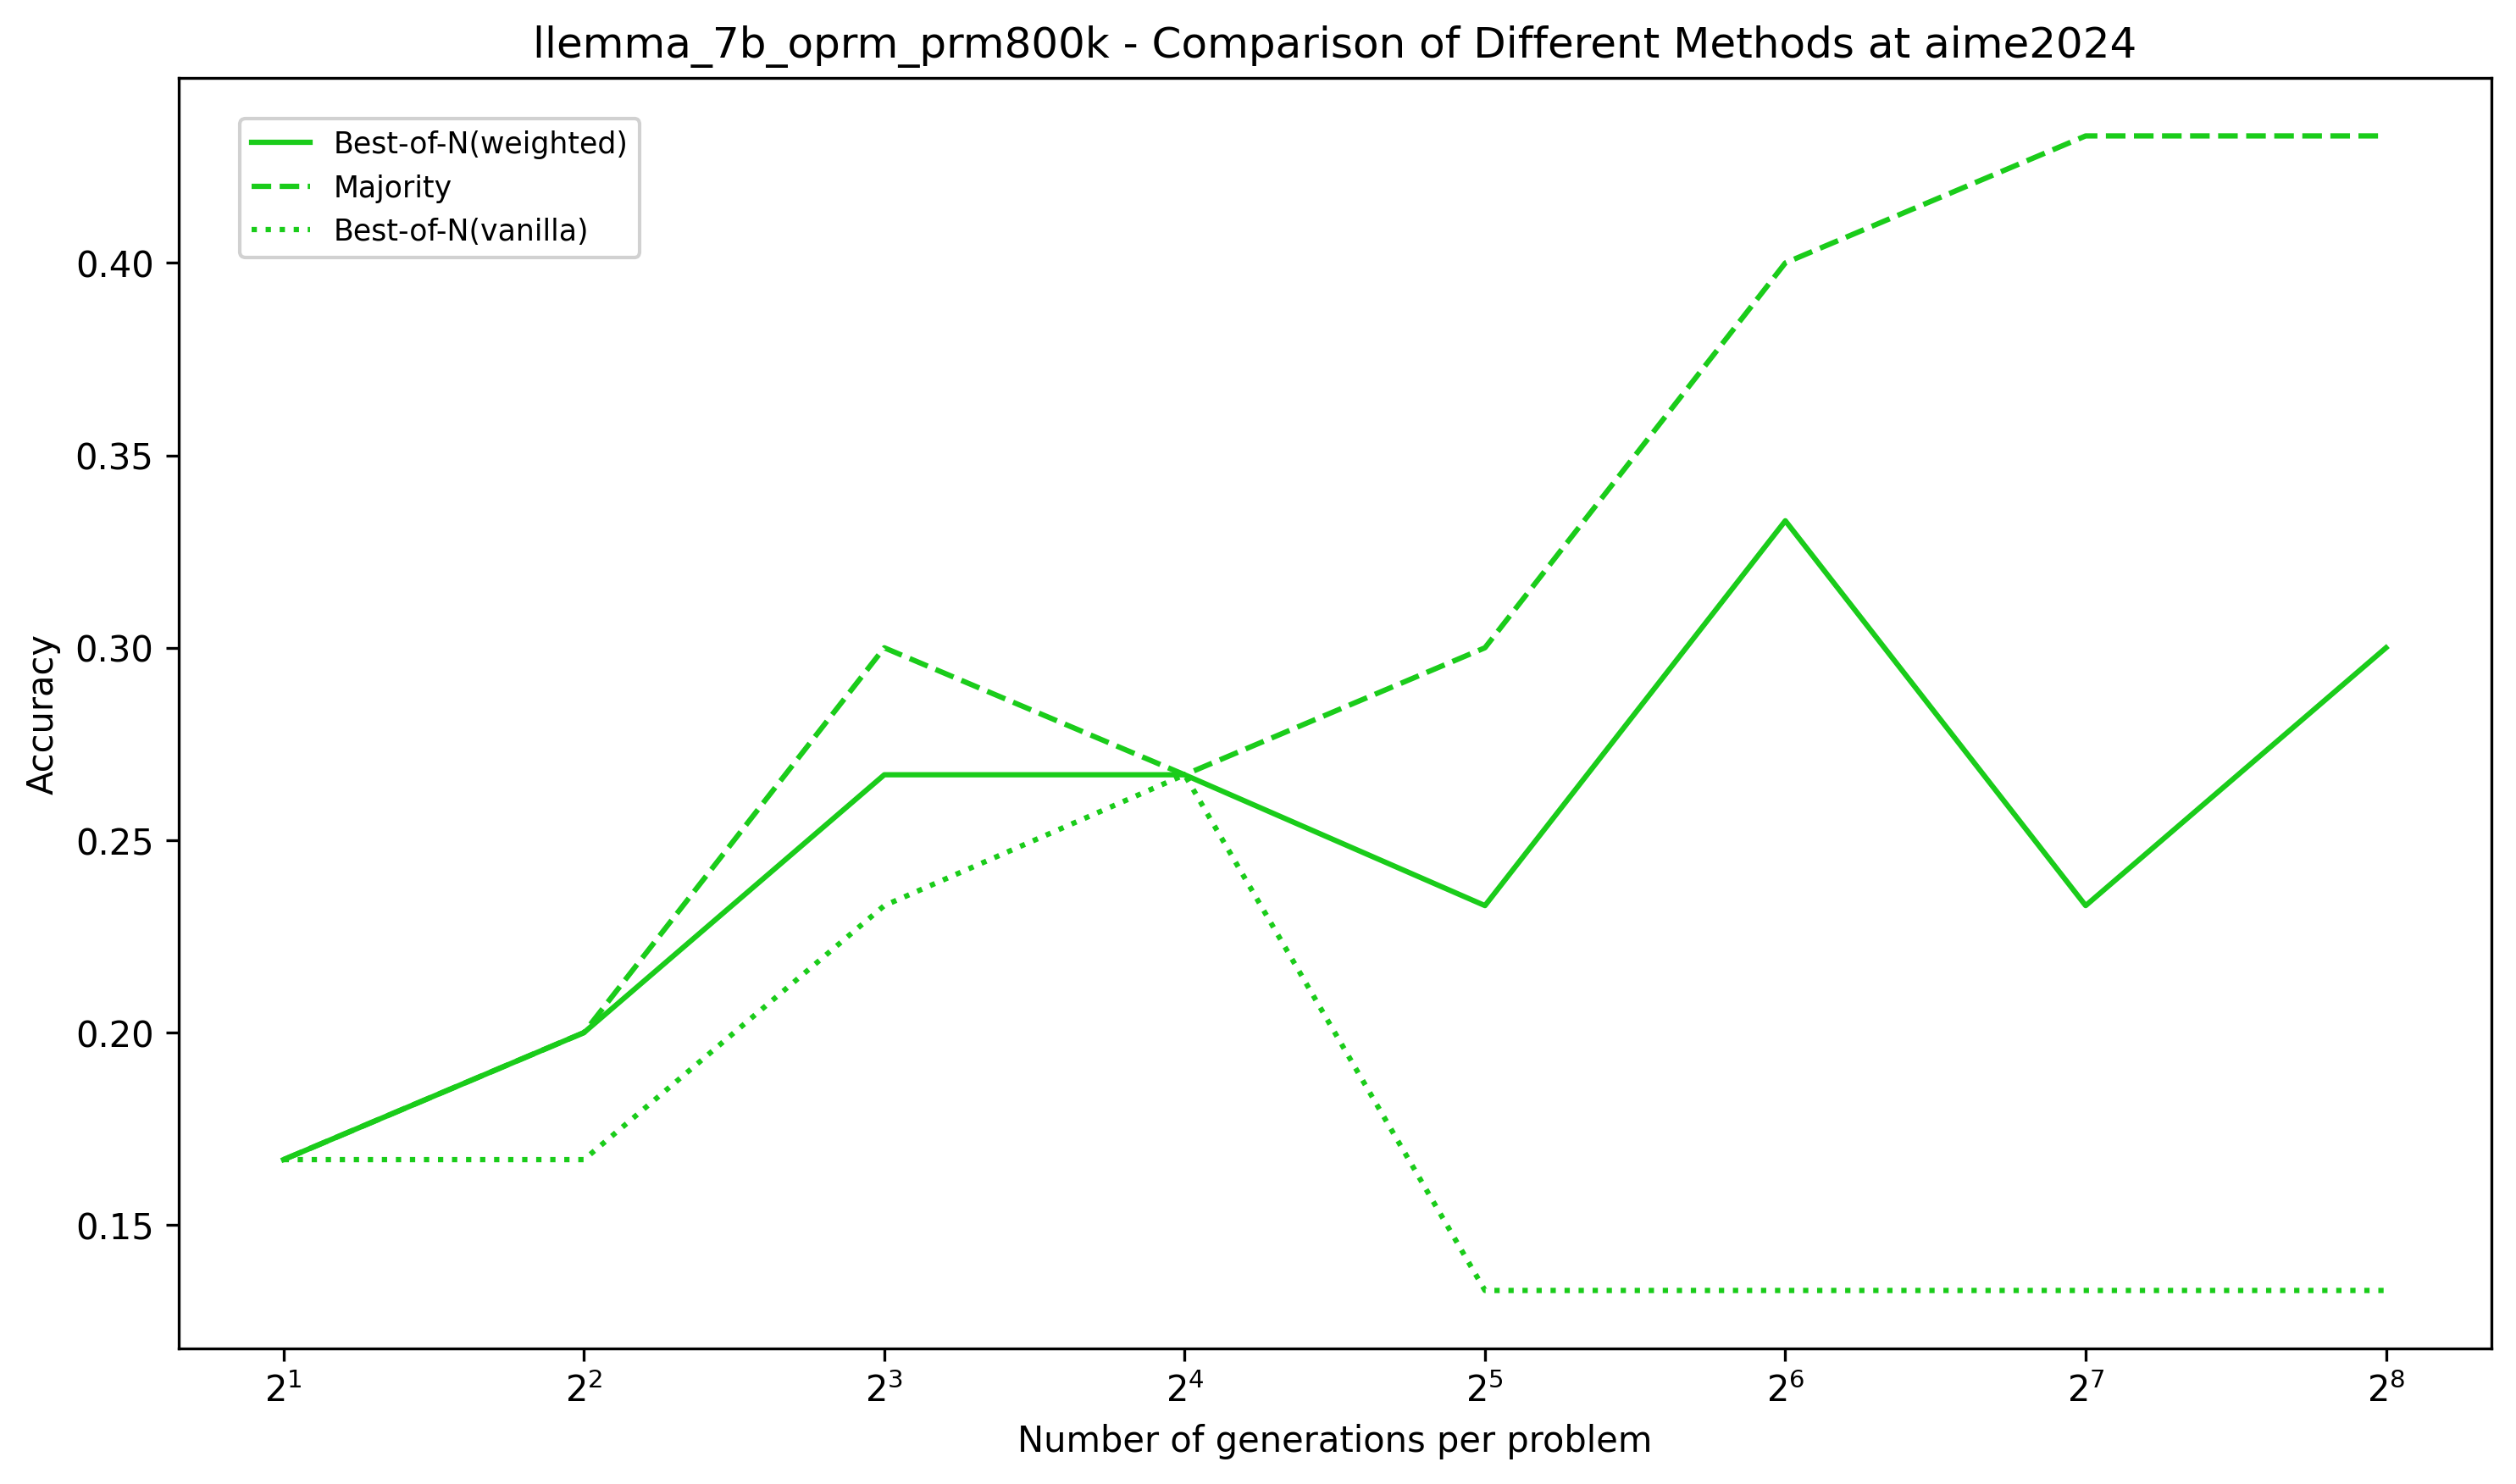 llemma_7b_oprm_prm800k - Comparison of Different Methods at aime2024
Best-of-N(weighted)
Majority
Best-of-N(vanilla)
0.40
0.35
0.30
0.25
0.20
0.15
Accuracy
2¹ 2² 2³ 2⁴ 2⁵ 2⁶ 2⁷ 2⁸
Number of generations per problem